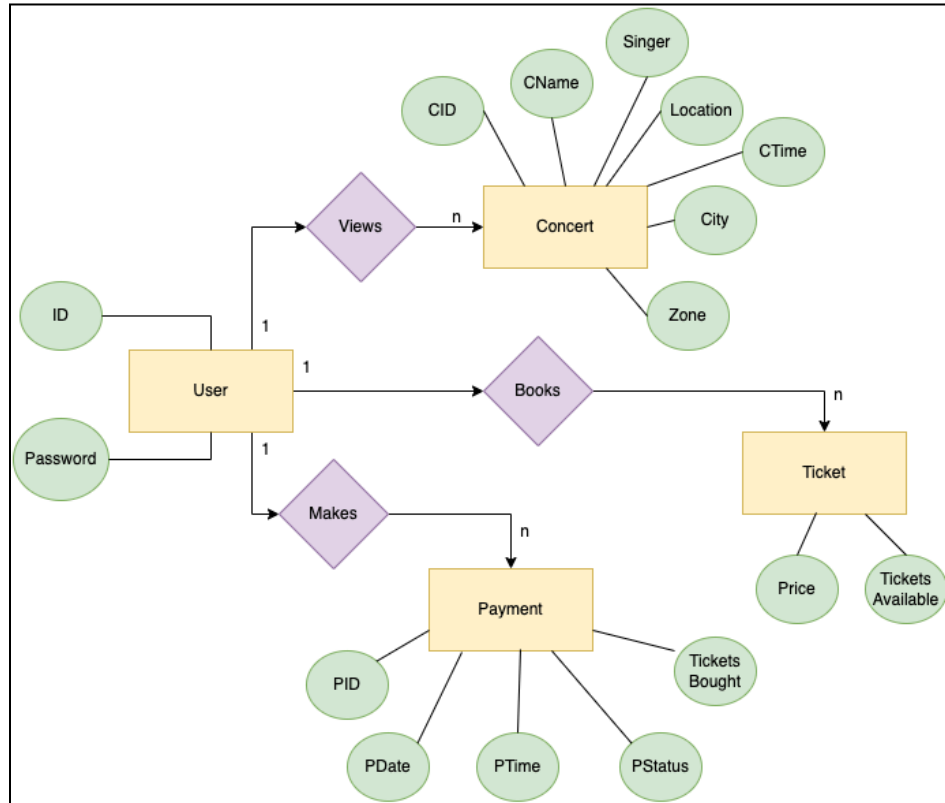 Singer
CName
CID
Location
CTime
Views
n
Concert
City
ID
Zone
1
1
User
Books
n
Password
1
Ticket
Makes
n
Price
Tickets
Available
Payment
Tickets
Bought
PID
PDate
PTime
PStatus